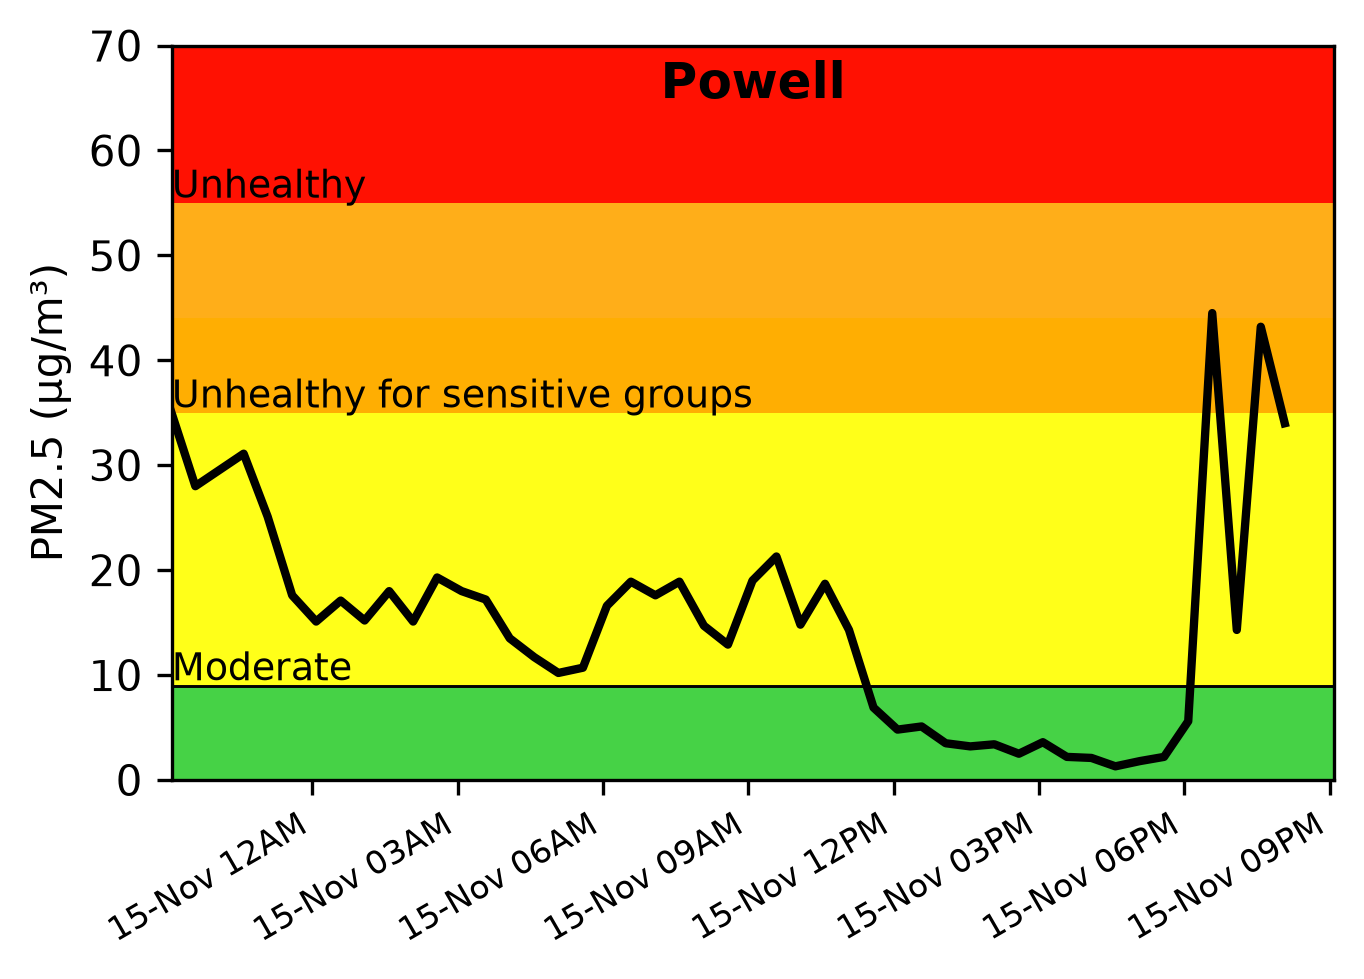 Powell
70
60
50
40
30
20
10
0
PM2.5 (µg/m³)
Unhealthy
Unhealthy for sensitive groups
Moderate
15-Nov 12AM
15-Nov 03AM
15-Nov 06AM
15-Nov 09AM
15-Nov 12PM
15-Nov 03PM
15-Nov 06PM
15-Nov 09PM